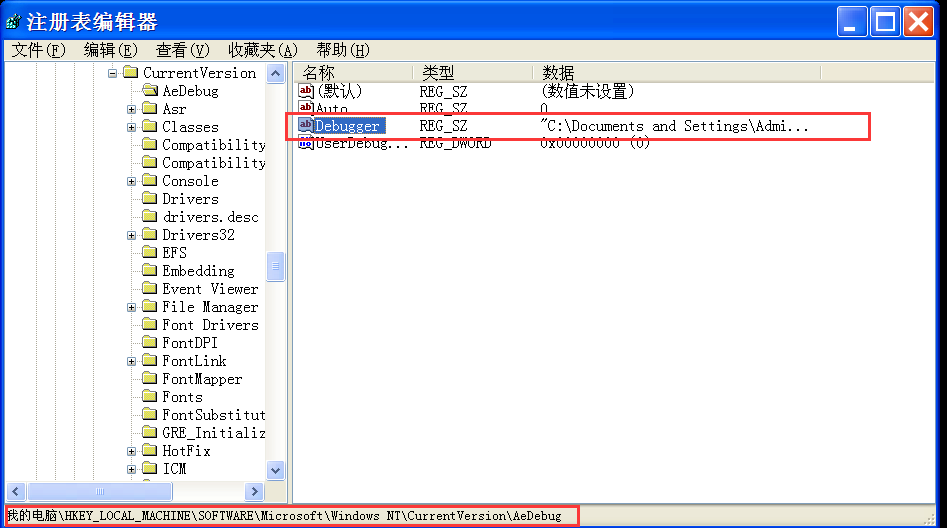 注册表编辑器
文件(F) 编辑(E) 查看(V) 收藏夹(A) 帮助(H)
CurrentVersion
AeDebug
Asr
Classes
Compatibility
Compatibility
Console
Drivers
drivers.desc
Drivers32
EFS
Embedding
Event Viewer
File Manager
Font Drivers
FontDPI
FontLink
FontMapper
Fonts
FontSubstitut
GRE_Initializ
HotFix
ICM
名称 类型 数据
(默认) REG_SZ (数值未设置)
Auto REG_SZ 0
Debugger REG_SZ "C:\Documents and Settings\Admi...
UserDebug... REG_DWORD 0x00000000 (0)
我的电脑\HKEY_LOCAL_MACHINE\SOFTWARE\Microsoft\Windows NT\CurrentVersion\AeDebug